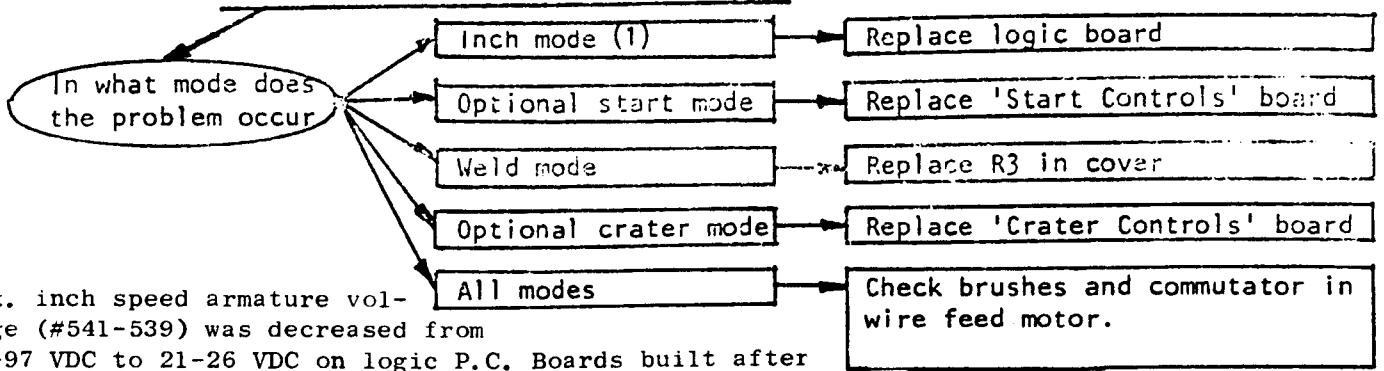 In what mode does
the problem occur
Inch mode (1)
Replace logic board
Optional start mode
Replace 'Start Controls' board
Weld mode
Replace R3 in cover
Optional crater mode
Replace 'Crater Controls' board
All modes
Check brushes and commutator in
wire feed motor.
inch speed armature vol-
(#541-539) was decreased from
97 VDC to 21-26 VDC on logic P.C. Boards built after